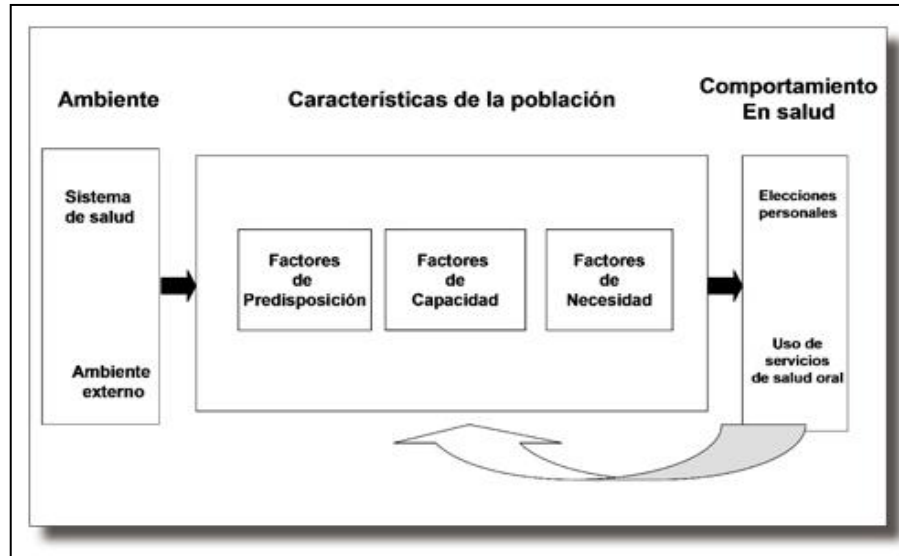 Ambiente
Características de la población
Comportamiento
En salud
Sistema
de salud
Ambiente
externo
Factores
de
Predisposición
Factores
de
Capacidad
Factores
de
Necesidad
Elecciones
personales
Uso de
servicios
de salud oral